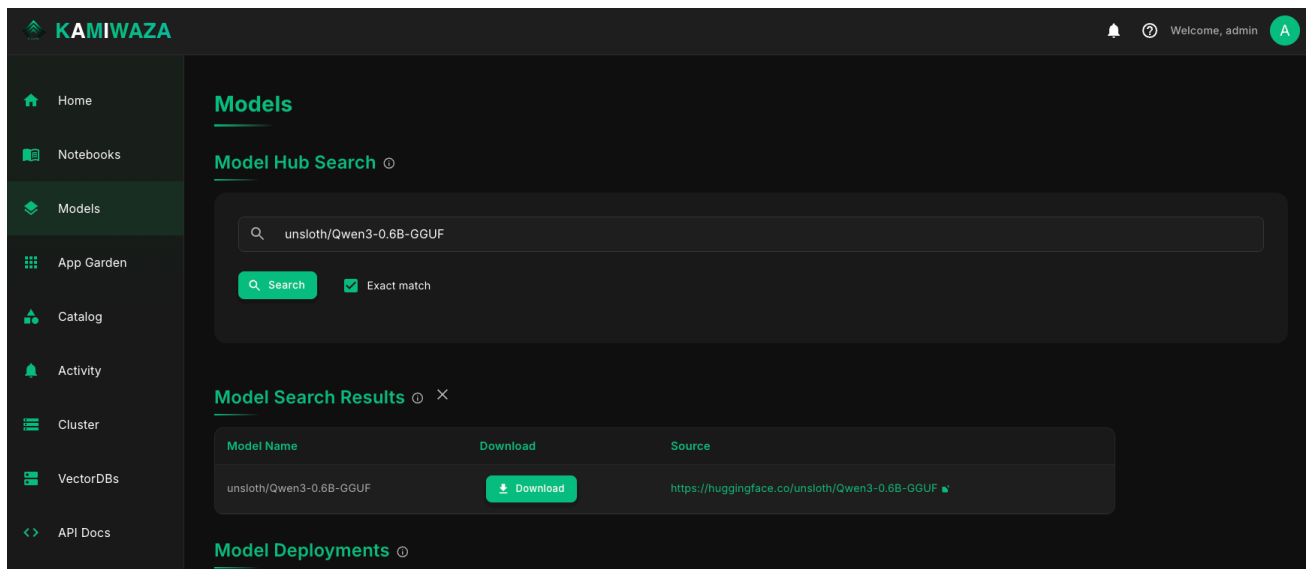 KAMIWAZA
Welcome, admin
A
Home
Notebooks
Models
App Garden
Catalog
Activity
Cluster
VectorDBs
API Docs
Models
Model Hub Search
unsloth/Qwen3-0.6B-GGUF
Search
Exact match
Model Search Results
Model Name Download Source
unsloth/Qwen3-0.6B-GGUF Download https://huggingface.co/unsloth/Qwen3-0.6B-GGUF
Model Deployments